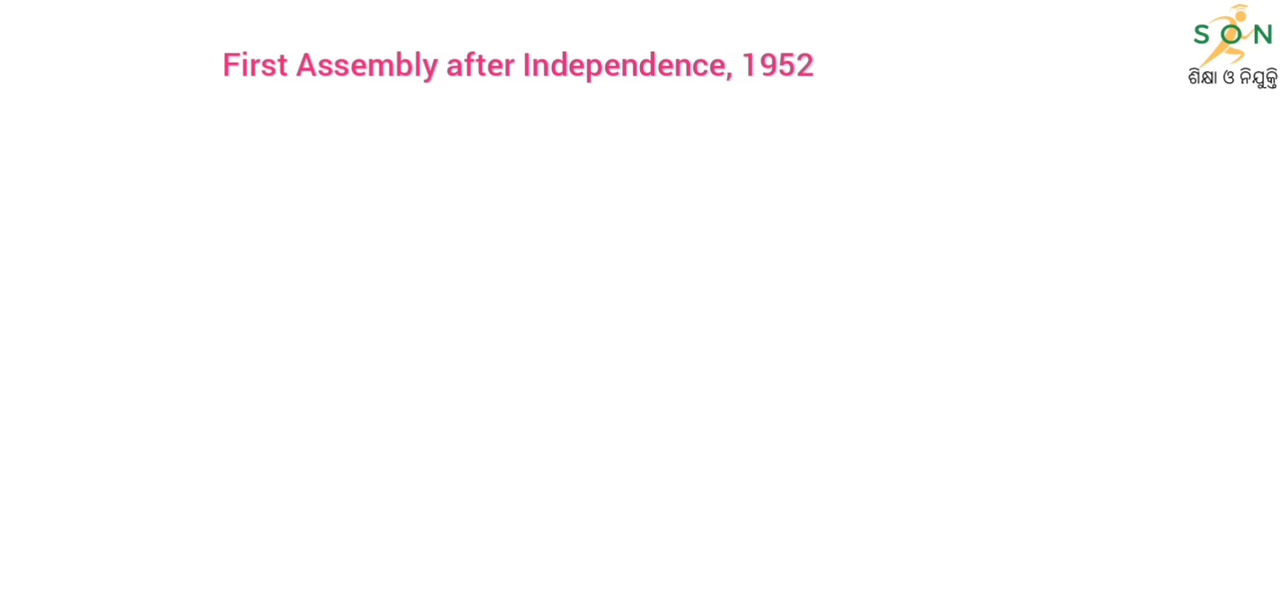 First Assembly after Independence, 1952
SON
ଶିକ୍ଷା ଓ ନିଯୁକ୍ତି